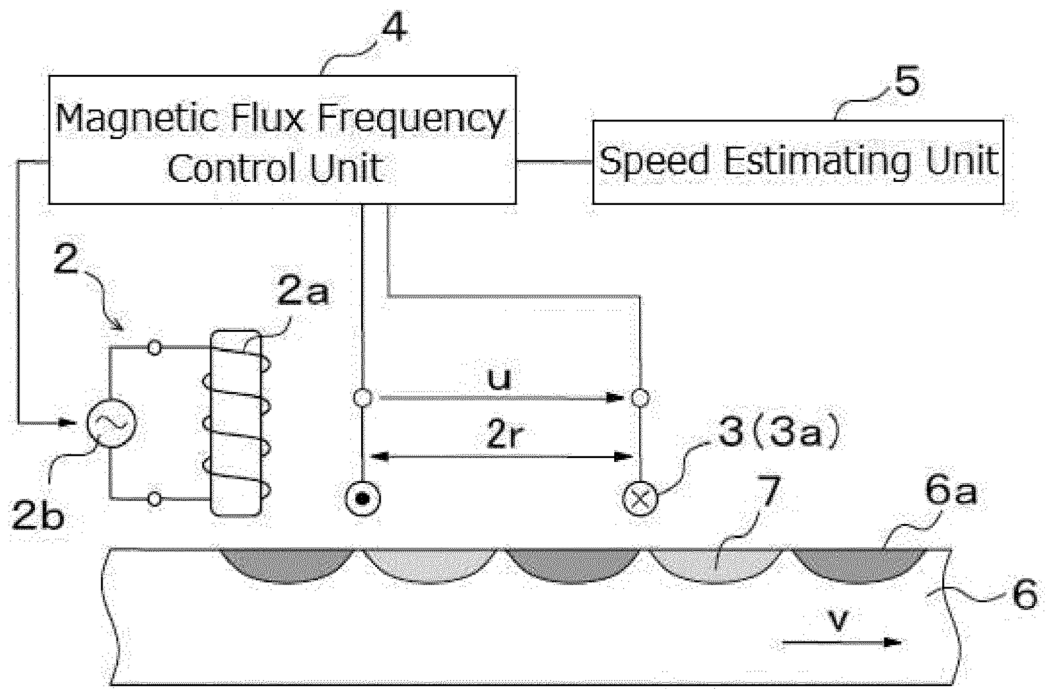 4
Magnetic Flux Frequency
Control Unit
5
Speed Estimating Unit
2
2a
u
2r
3(3a)
2b
7
6a
6
v